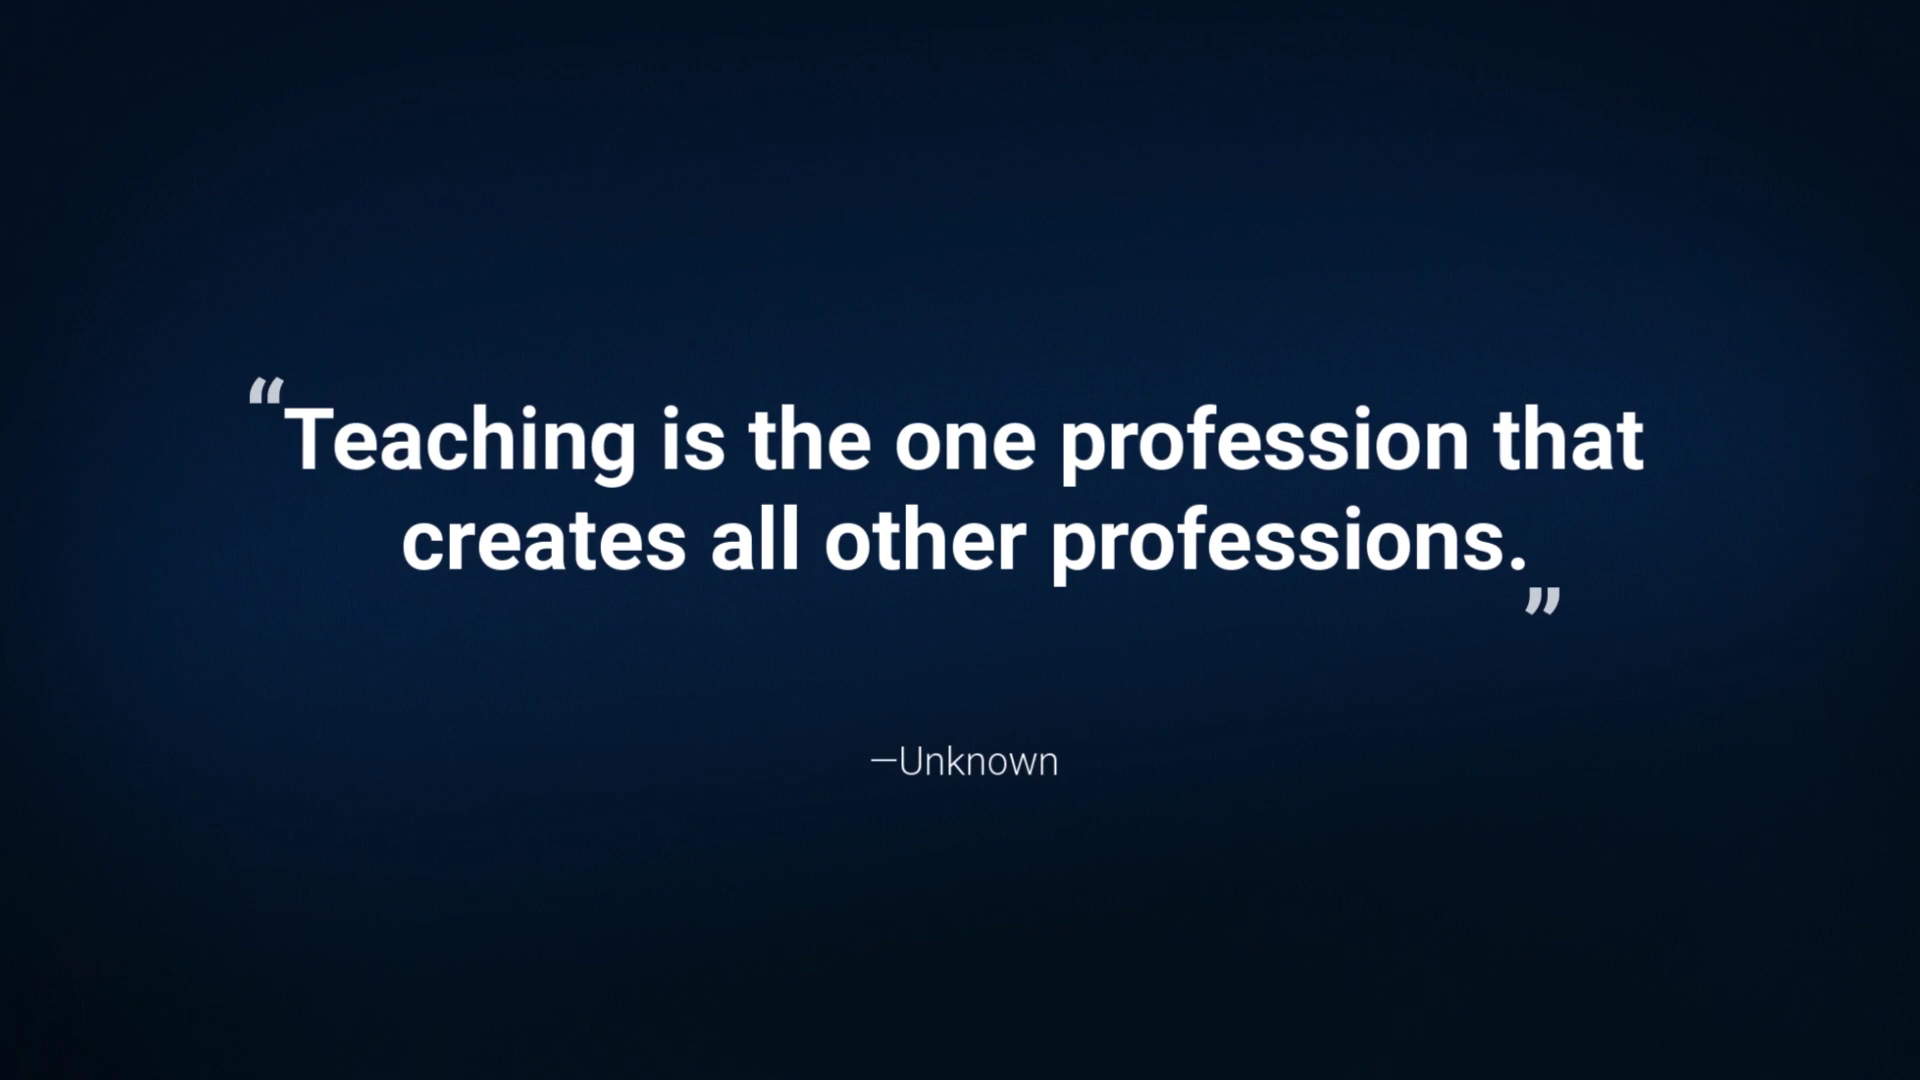 “Teaching is the one profession that
creates all other professions.”
—Unknown